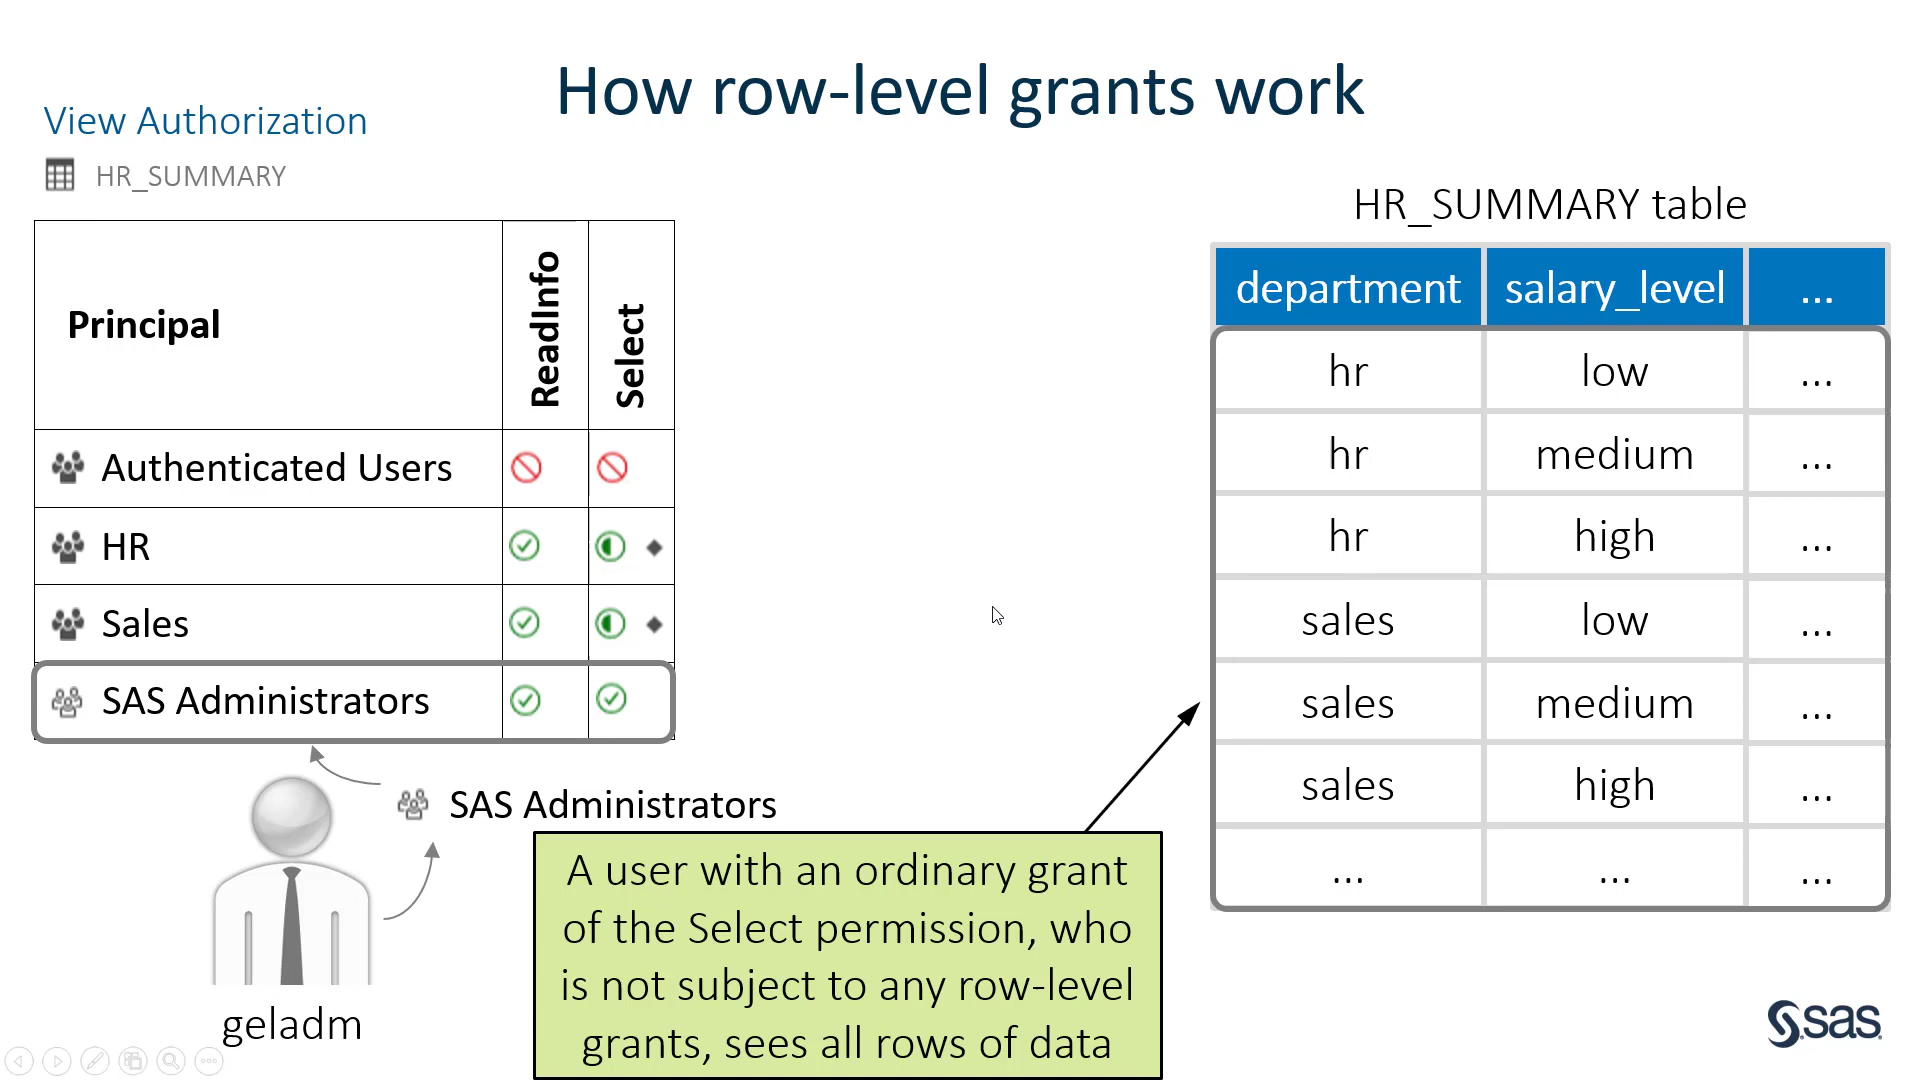 How row-level grants work
View Authorization
HR_SUMMARY
Principal
ReadInfo
Select
Authenticated Users
HR
Sales
SAS Administrators
SAS Administrators
geladm
A user with an ordinary grant
of the Select permission, who
is not subject to any row-level
grants, sees all rows of data
HR_SUMMARY table
department salary_level ...
hr low ...
hr medium ...
hr high ...
sales low ...
sales medium ...
sales high ...
... ... ...
sas